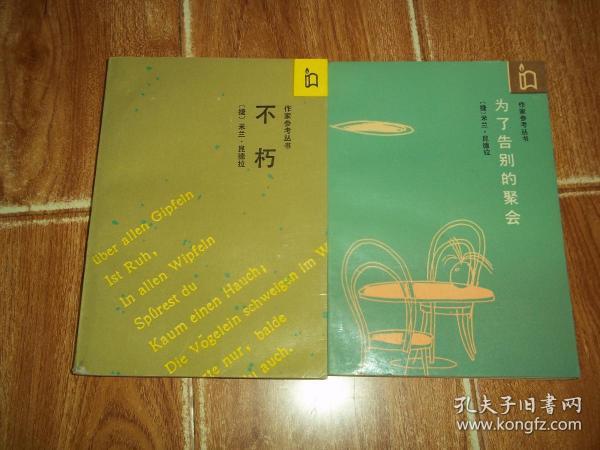 作家参考丛书
不朽
〔捷〕米兰·昆德拉
über allen Gipfeln
Ist Ruh,
In allen Wipfeln
Spürest du
Kaum einen Hauch;
Die Vögelein schweigen im W
te nur, balde
auch.
作家参考丛书
为了告别的聚会
〔捷〕米兰·昆德拉
孔夫子旧书网
www.kongfz.com